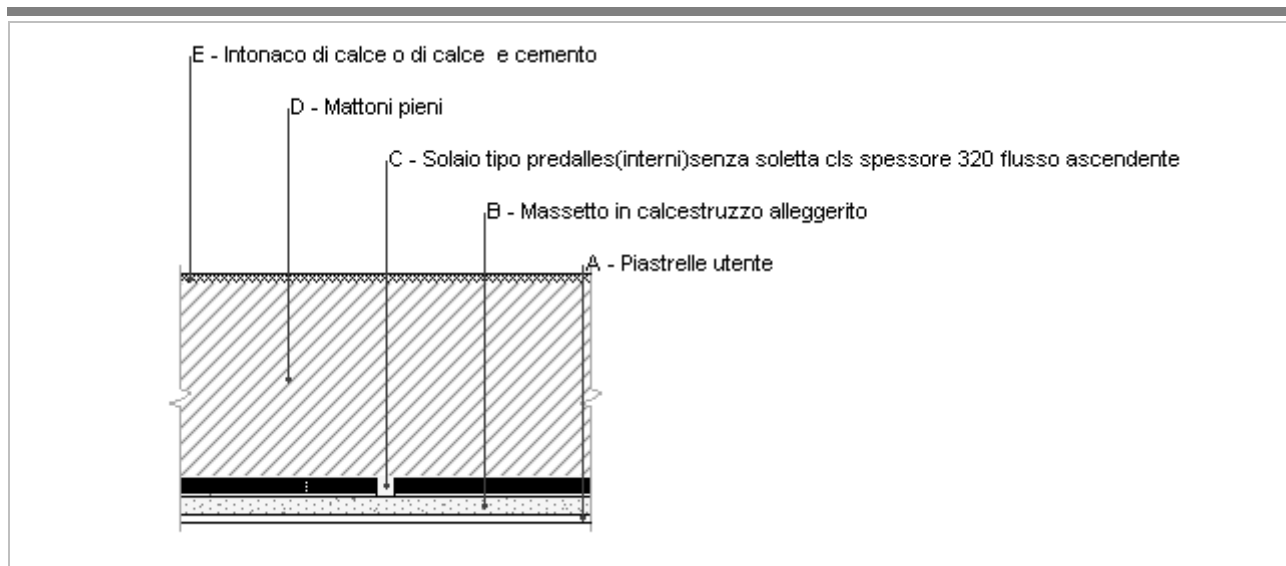 E - Intonaco di calce o di calce e cemento
D - Mattoni pieni
C - Solaio tipo predalles(interni)senza soletta cls spessore 320 flusso ascendente
B - Massetto in calcestruzzo alleggerito
A - Piastrelle utente